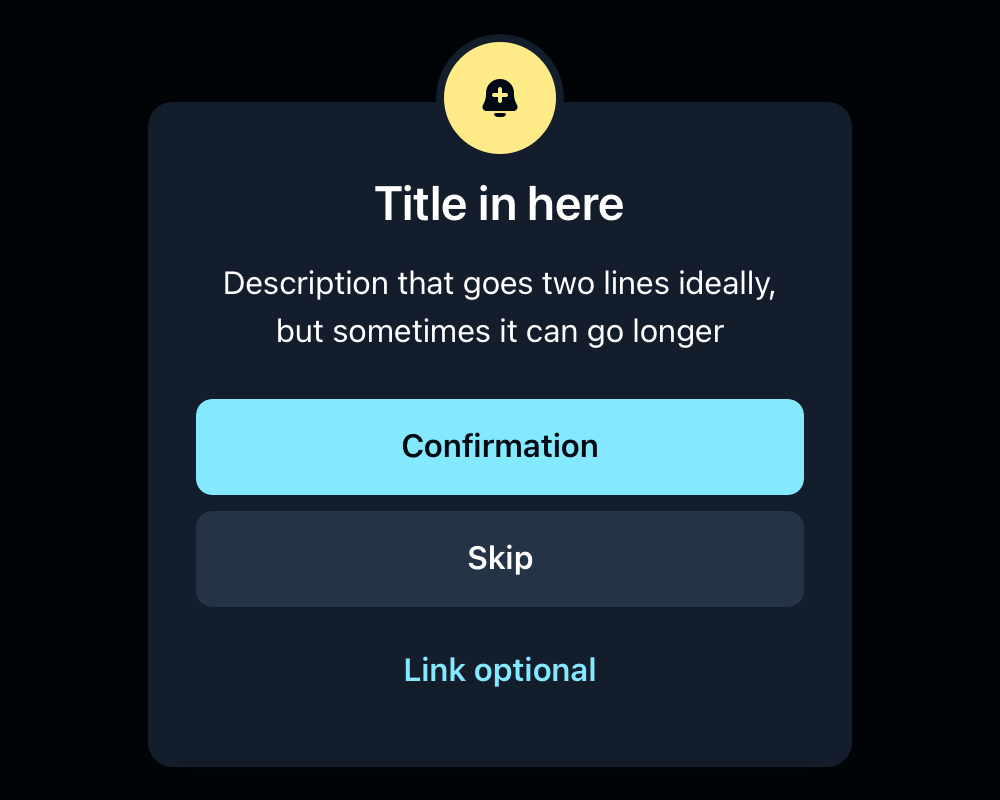 Title in here
Description that goes two lines ideally,
but sometimes it can go longer
Confirmation
Skip
Link optional